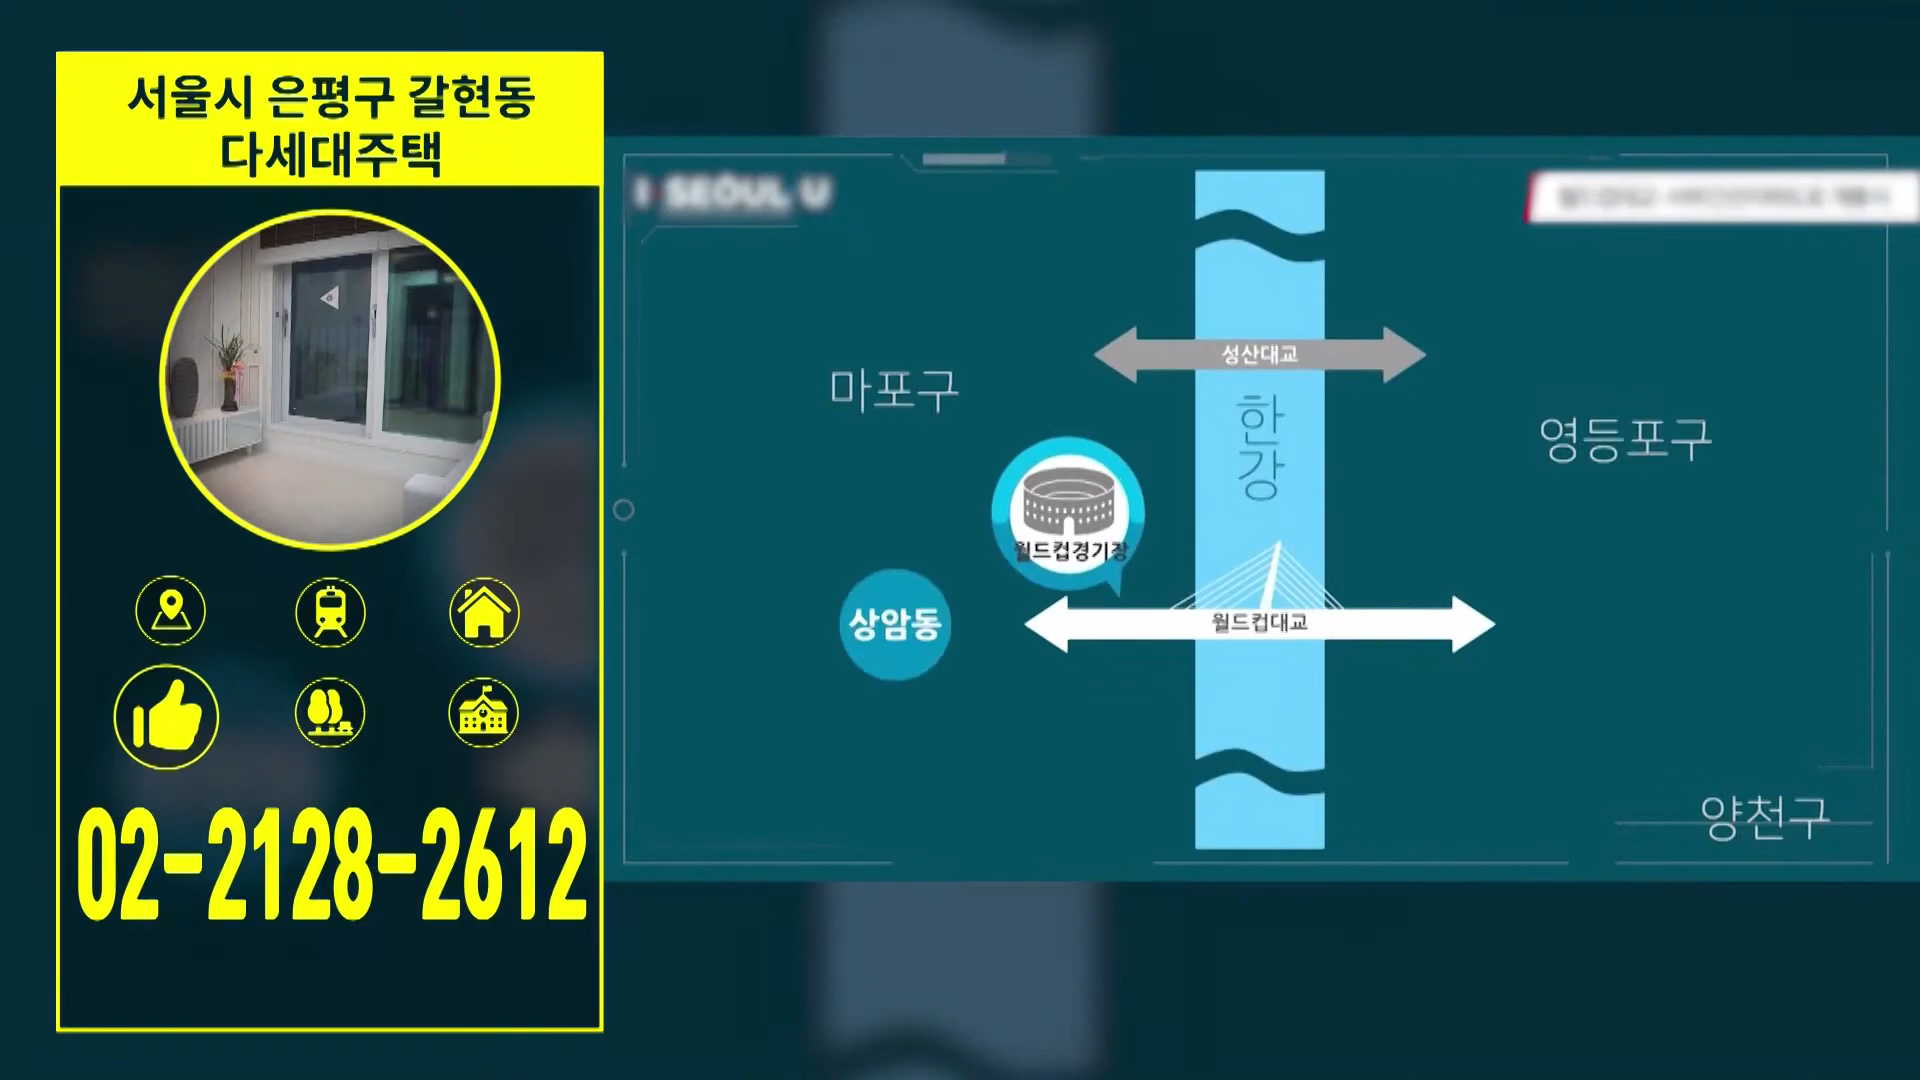 서울시 은평구 갈현동
다세대주택
02-2128-2612
I SEOUL U
성산대교
마포구
한강
영등포구
월드컵경기장
상암동
월드컵대교
양천구